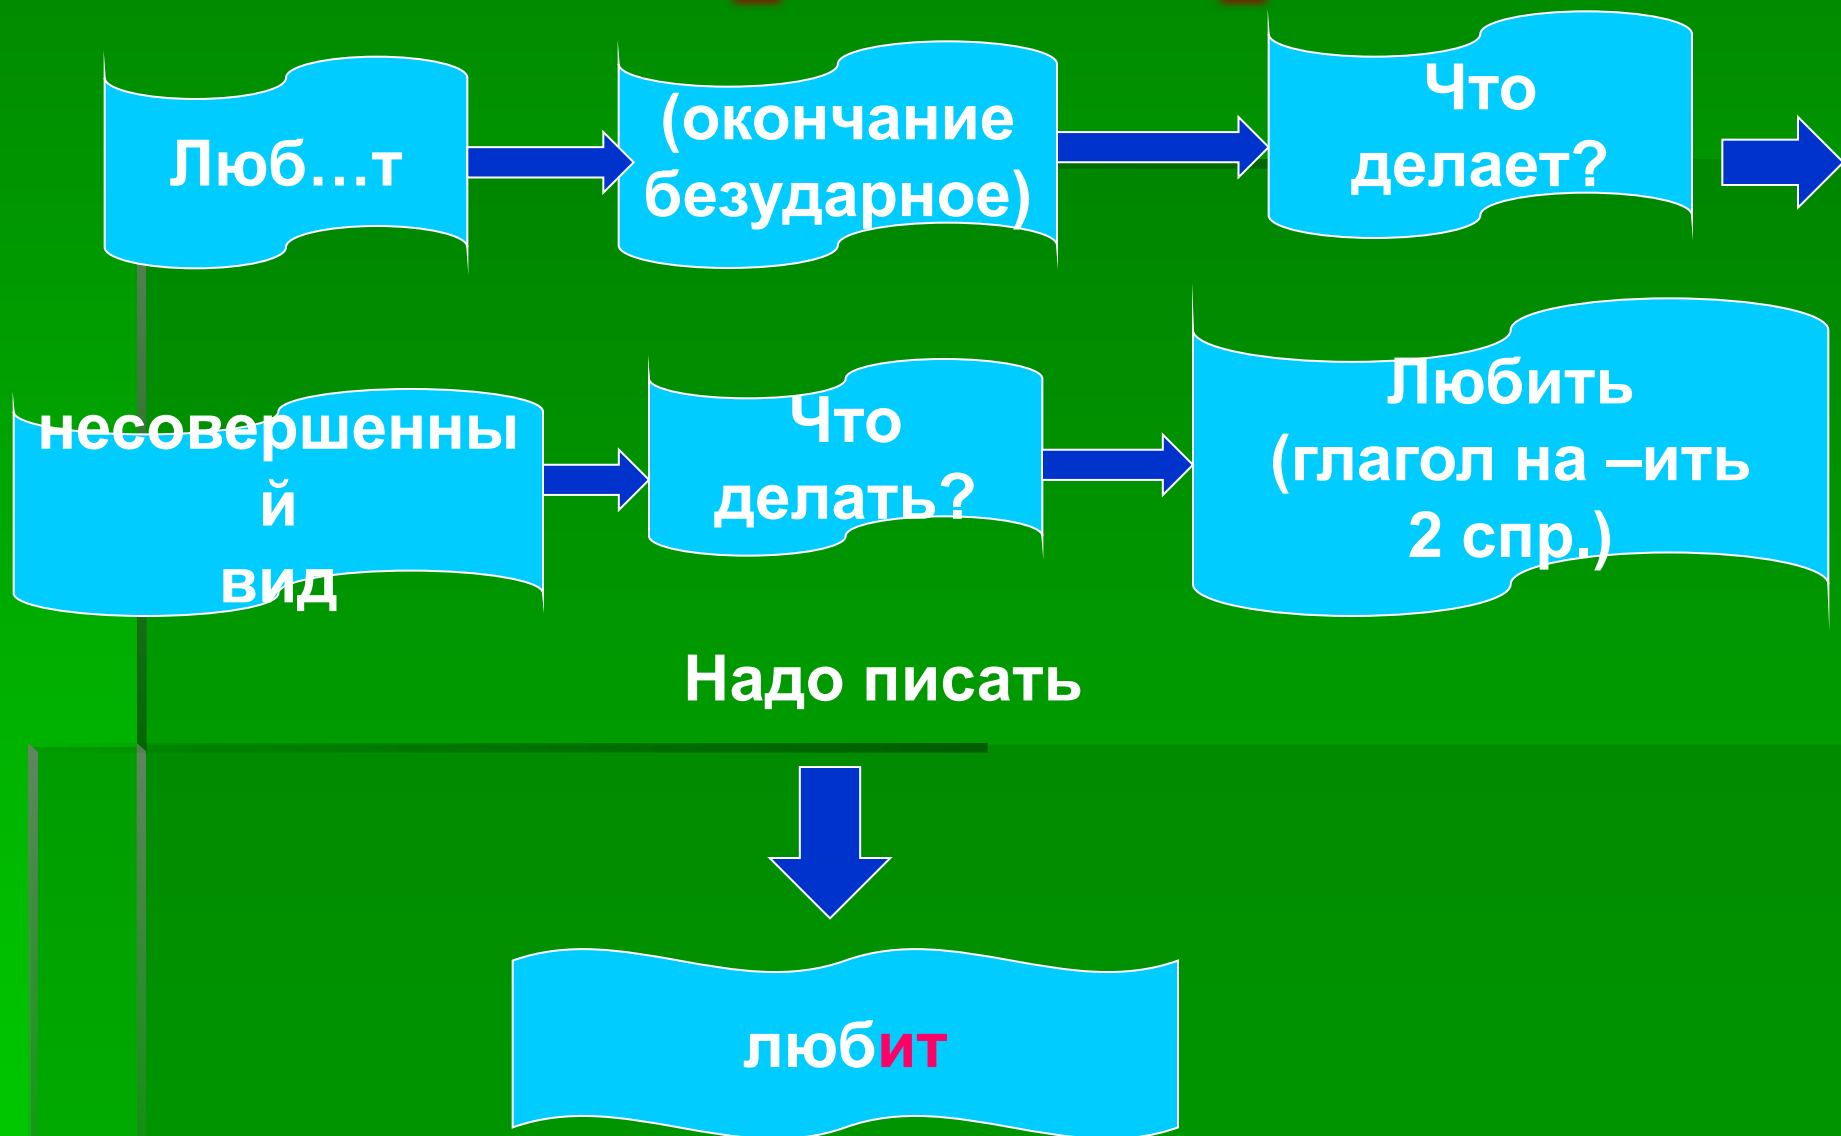 Люб...т
(окончание
безударное)
Что
делает?
несовершенны
й
вид
Что
делать?
Любить
(глагол на –ить
2 спр.)
Надо писать
любит